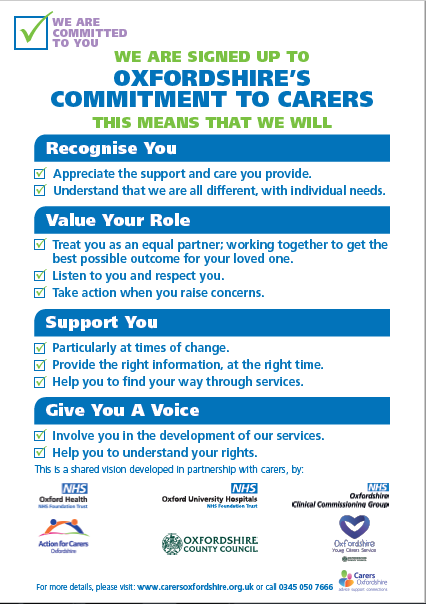 WE ARE
COMMITTED
TO YOU
WE ARE SIGNED UP TO
OXFORDSHIRE'S
COMMITMENT TO CARERS
THIS MEANS THAT WE WILL
Recognise You
Appreciate the support and care you provide.
Understand that we are all different, with individual needs.
Value Your Role
Treat you as an equal partner; working together to get the
best possible outcome for your loved one.
Listen to you and respect you.
Take action when you raise concerns.
Support You
Particularly at times of change.
Provide the right information, at the right time.
Help you to find your way through services.
Give You A Voice
Involve you in the development of our services.
Help you to understand your rights.
This is a shared vision developed in partnership with carers, by:
NHS
Oxford Health
NHS Foundation Trust
NHS
Oxford University Hospitals
NHS Foundation Trust
NHS
Oxfordshire
Clinical Commissioning Group
Action for Carers
Oxfordshire
OXFORDSHIRE
COUNTY COUNCIL
Oxfordshire
Young Carers Service
OXFORDSHIRE
COUNTY COUNCIL
Carers
Oxfordshire
advice support connections
For more details, please visit: www.carersoxfordshire.org.uk or call 0345 050 7666